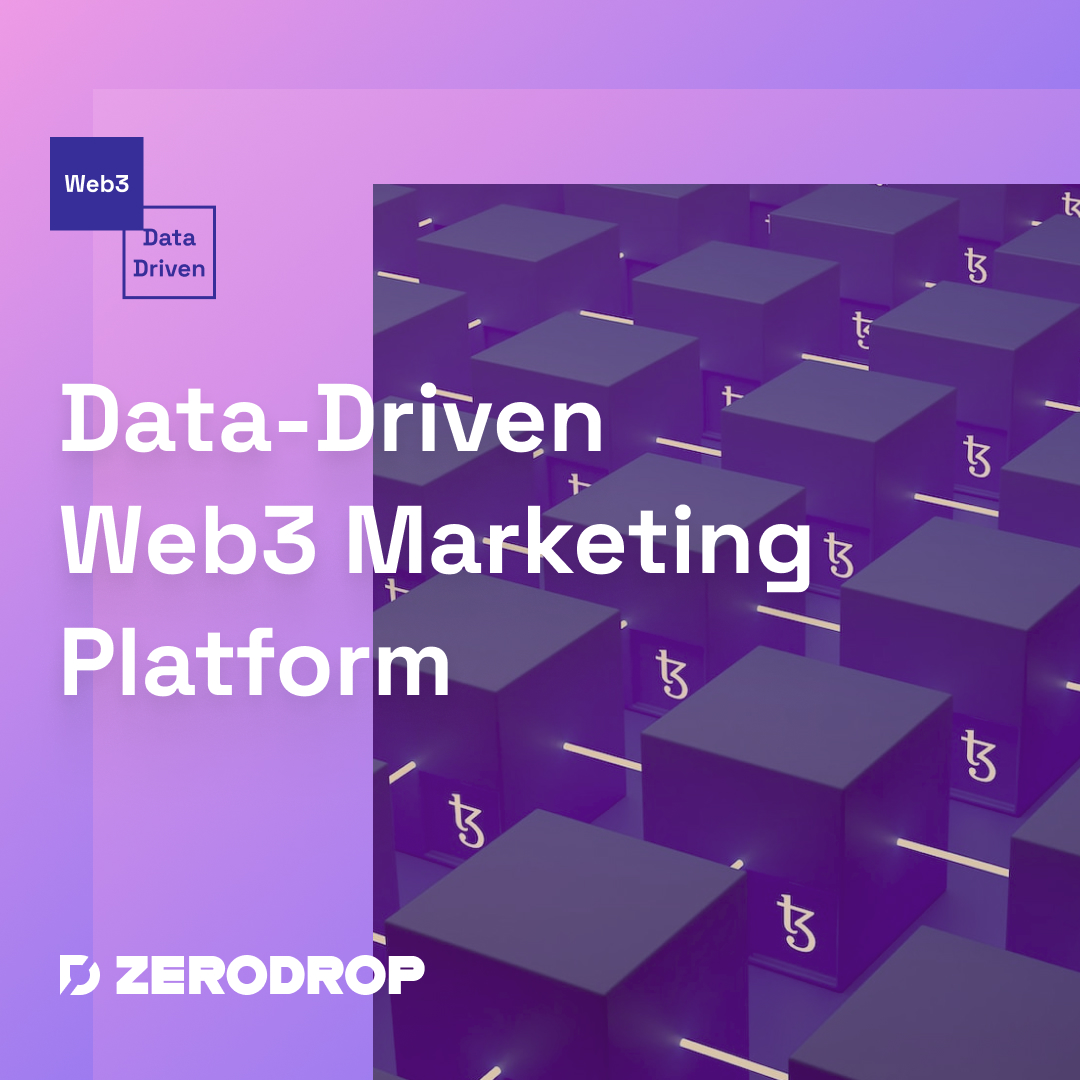 Web3
Data
Driven
Data-Driven
Web3 Marketing
Platform
ZERODROP